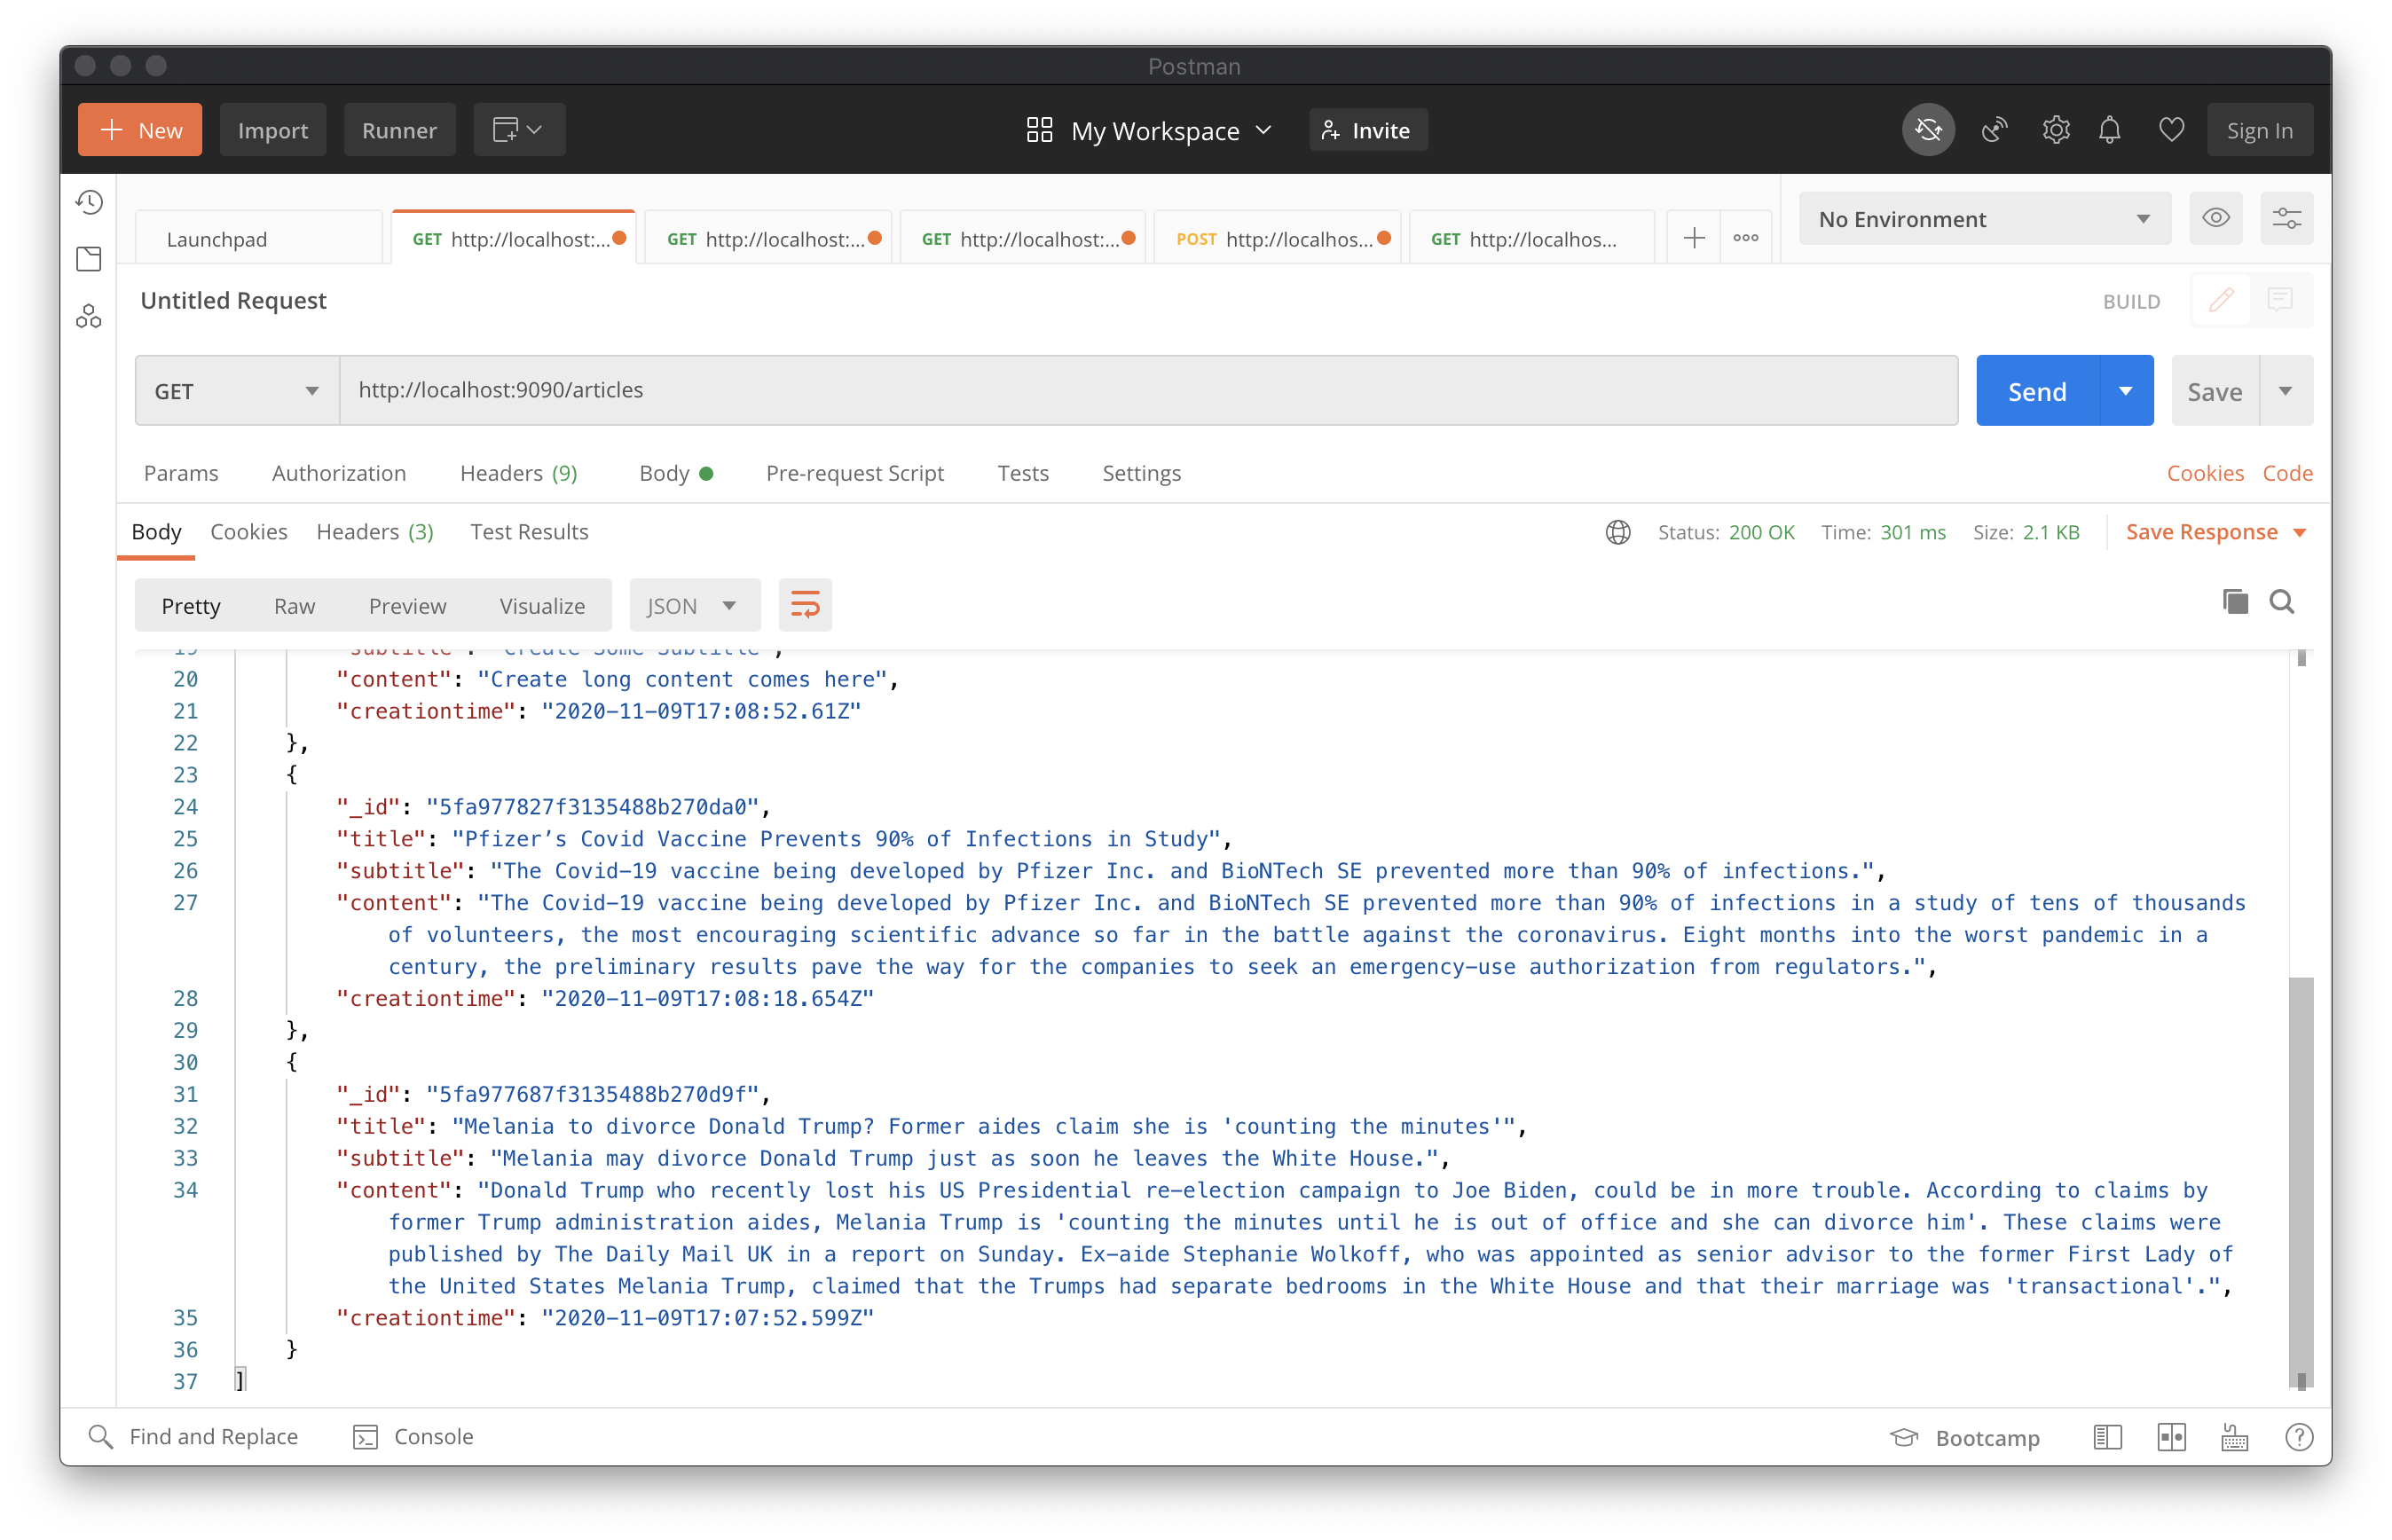 Postman
New Import Runner My Workspace Invite Sign In
Launchpad GET http://localhost:... GET http://localhost:... GET http://localhost:... POST http://localhos... GET http://localhos... No Environment
Untitled Request BUILD
GET http://localhost:9090/articles Send Save
Params Authorization Headers (9) Body Pre-request Script Tests Settings Cookies Code
Body Cookies Headers (3) Test Results Status: 200 OK Time: 301 ms Size: 2.1 KB Save Response
Pretty Raw Preview Visualize JSON
19 "subtitle": "Create Some Subtitle",
20 "content": "Create long content comes here",
21 "creationtime": "2020-11-09T17:08:52.61Z"
22 },
23 {
24 "_id": "5fa977827f3135488b270da0",
25 "title": "Pfizer’s Covid Vaccine Prevents 90% of Infections in Study",
26 "subtitle": "The Covid-19 vaccine being developed by Pfizer Inc. and BioNTech SE prevented more than 90% of infections.",
27 "content": "The Covid-19 vaccine being developed by Pfizer Inc. and BioNTech SE prevented more than 90% of infections in a study of tens of thousands
of volunteers, the most encouraging scientific advance so far in the battle against the coronavirus. Eight months into the worst pandemic in a
century, the preliminary results pave the way for the companies to seek an emergency-use authorization from regulators.",
28 "creationtime": "2020-11-09T17:08:18.654Z"
29 },
30 {
31 "_id": "5fa977687f3135488b270d9f",
32 "title": "Melania to divorce Donald Trump? Former aides claim she is 'counting the minutes'",
33 "subtitle": "Melania may divorce Donald Trump just as soon he leaves the White House.",
34 "content": "Donald Trump who recently lost his US Presidential re-election campaign to Joe Biden, could be in more trouble. According to claims by
former Trump administration aides, Melania Trump is 'counting the minutes until he is out of office and she can divorce him'. These claims were
published by The Daily Mail UK in a report on Sunday. Ex-aide Stephanie Wolkoff, who was appointed as senior advisor to the former First Lady of
the United States Melania Trump, claimed that the Trumps had separate bedrooms in the White House and that their marriage was 'transactional'.",
35 "creationtime": "2020-11-09T17:07:52.599Z"
36 }
37 ]
Find and Replace Console Bootcamp